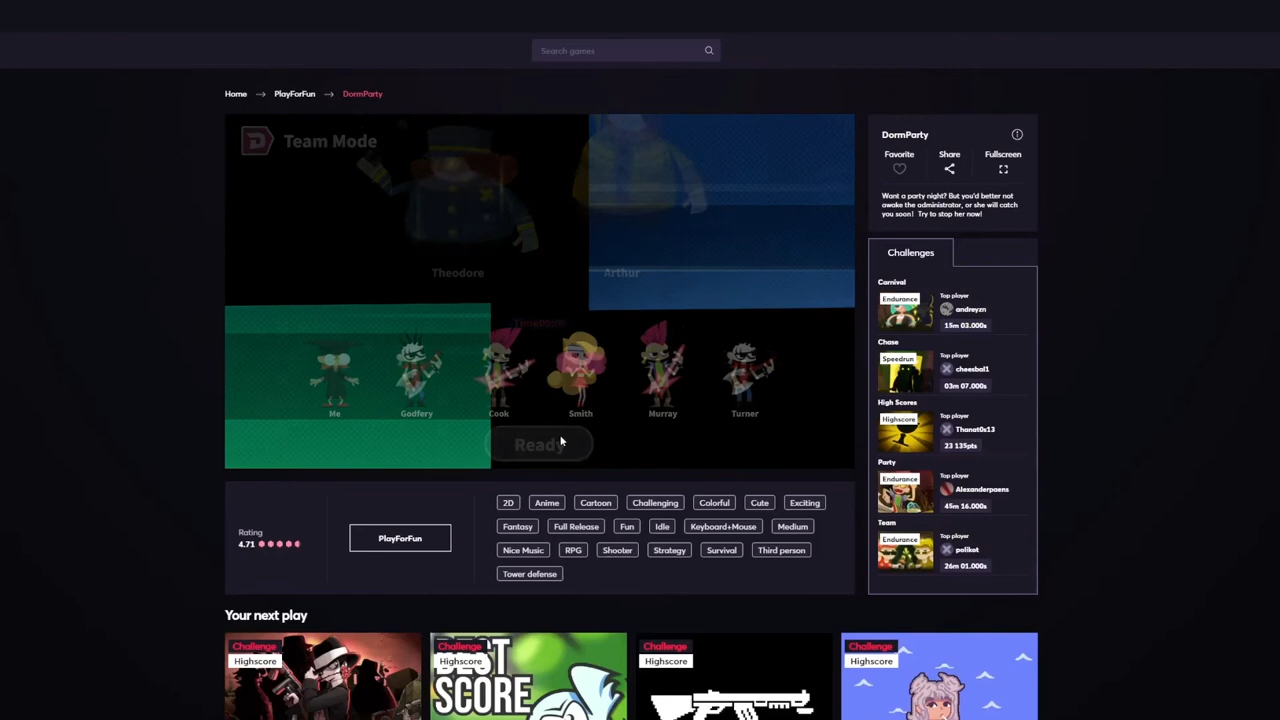 Search games
Home
PlayForFun
DormParty
Team Mode
Theodore
Arthur
Me
Godfery
Cook
Smith
Murray
Turner
Ready
DormParty
Favorite
Share
Fullscreen
Want a party night? But you'd better not
awake the administrator, or she will catch
you soon! Try to stop her now!
Challenges
Carnival
Endurance
Top player
andreyzn
15m 03.000s
Chase
Speedrun
Top player
cheesbal1
03m 07.000s
High Scores
Highscore
Top player
Thanat0s13
23 135pts
Party
Endurance
Top player
Alexanderpaens
45m 16.000s
Team
Endurance
Top player
polikot
26m 01.000s
Rating
4.71
PlayForFun
2D Anime Cartoon Challenging Colorful Cute Exciting
Fantasy Full Release Fun Idle Keyboard+Mouse Medium
Nice Music RPG Shooter Strategy Survival Third person
Tower defense
Your next play
Challenge
Highscore
Challenge
Highscore
BEST
SCORE
Challenge
Highscore
Challenge
Highscore